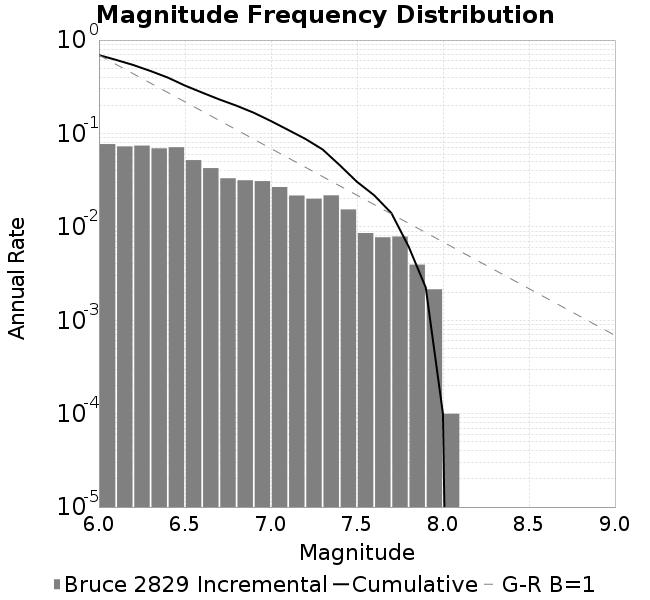 Magnitude Frequency Distribution
10^0
10^-1
10^-2
10^-3
10^-4
10^-5
Annual Rate
6.0 6.5 7.0 7.5 8.0 8.5 9.0
Magnitude
Bruce 2829 Incremental Cumulative G-R B=1